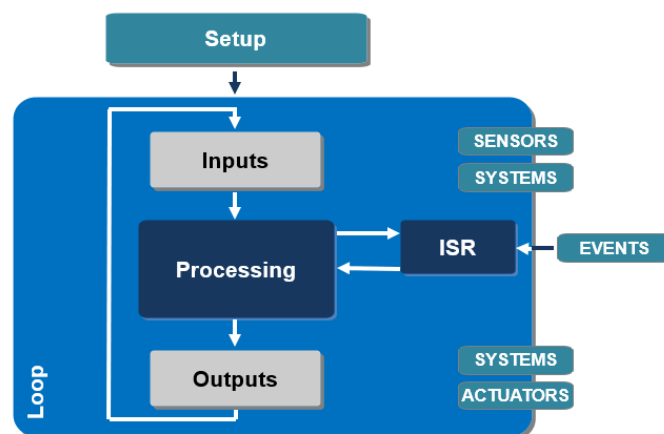 Setup
Inputs
SENSORS
SYSTEMS
Processing
ISR
EVENTS
Outputs
SYSTEMS
ACTUATORS
Loop